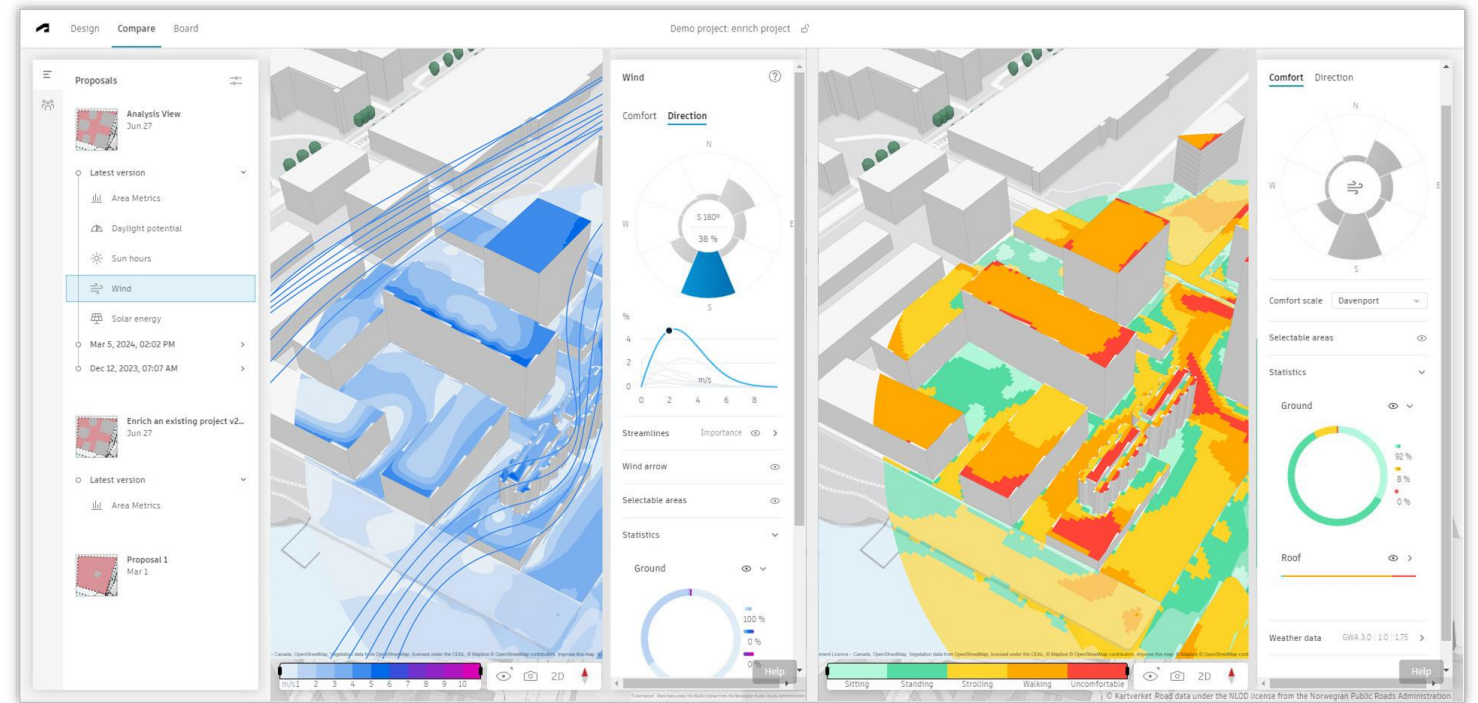 Design Compare Board
Demo project: enrich project
Proposals
Analysis View
Jun 27
Latest version
Area Metrics
Daylight potential
Sun hours
Wind
Solar energy
Mar 5, 2024, 02:02 PM
Dec 12, 2023, 07:07 AM
Enrich an existing project v2...
Jun 27
Latest version
Area Metrics
Proposal 1
Mar 1
m/s1 2 3 4 5 6 7 8 9 10
2D
Wind
Comfort Direction
N
W
S 180°
38 %
E
S
%
4
2
0
m/s
0 2 4 6 8
Streamlines Importance
Wind arrow
Selectable areas
Statistics
Ground
100 %
0 %
0 %
Help
Sitting Standing Strolling Walking Uncomfortable
2D
Comfort Direction
N
W
E
S
Comfort scale Davenport
Selectable areas
Statistics
Ground
92 %
8 %
0 %
Roof
Weather data GWA 3.0 | 1.0 | 1.75
Help
© Kartverket Road data under the NLOD license from the Norwegian Public Roads Administration